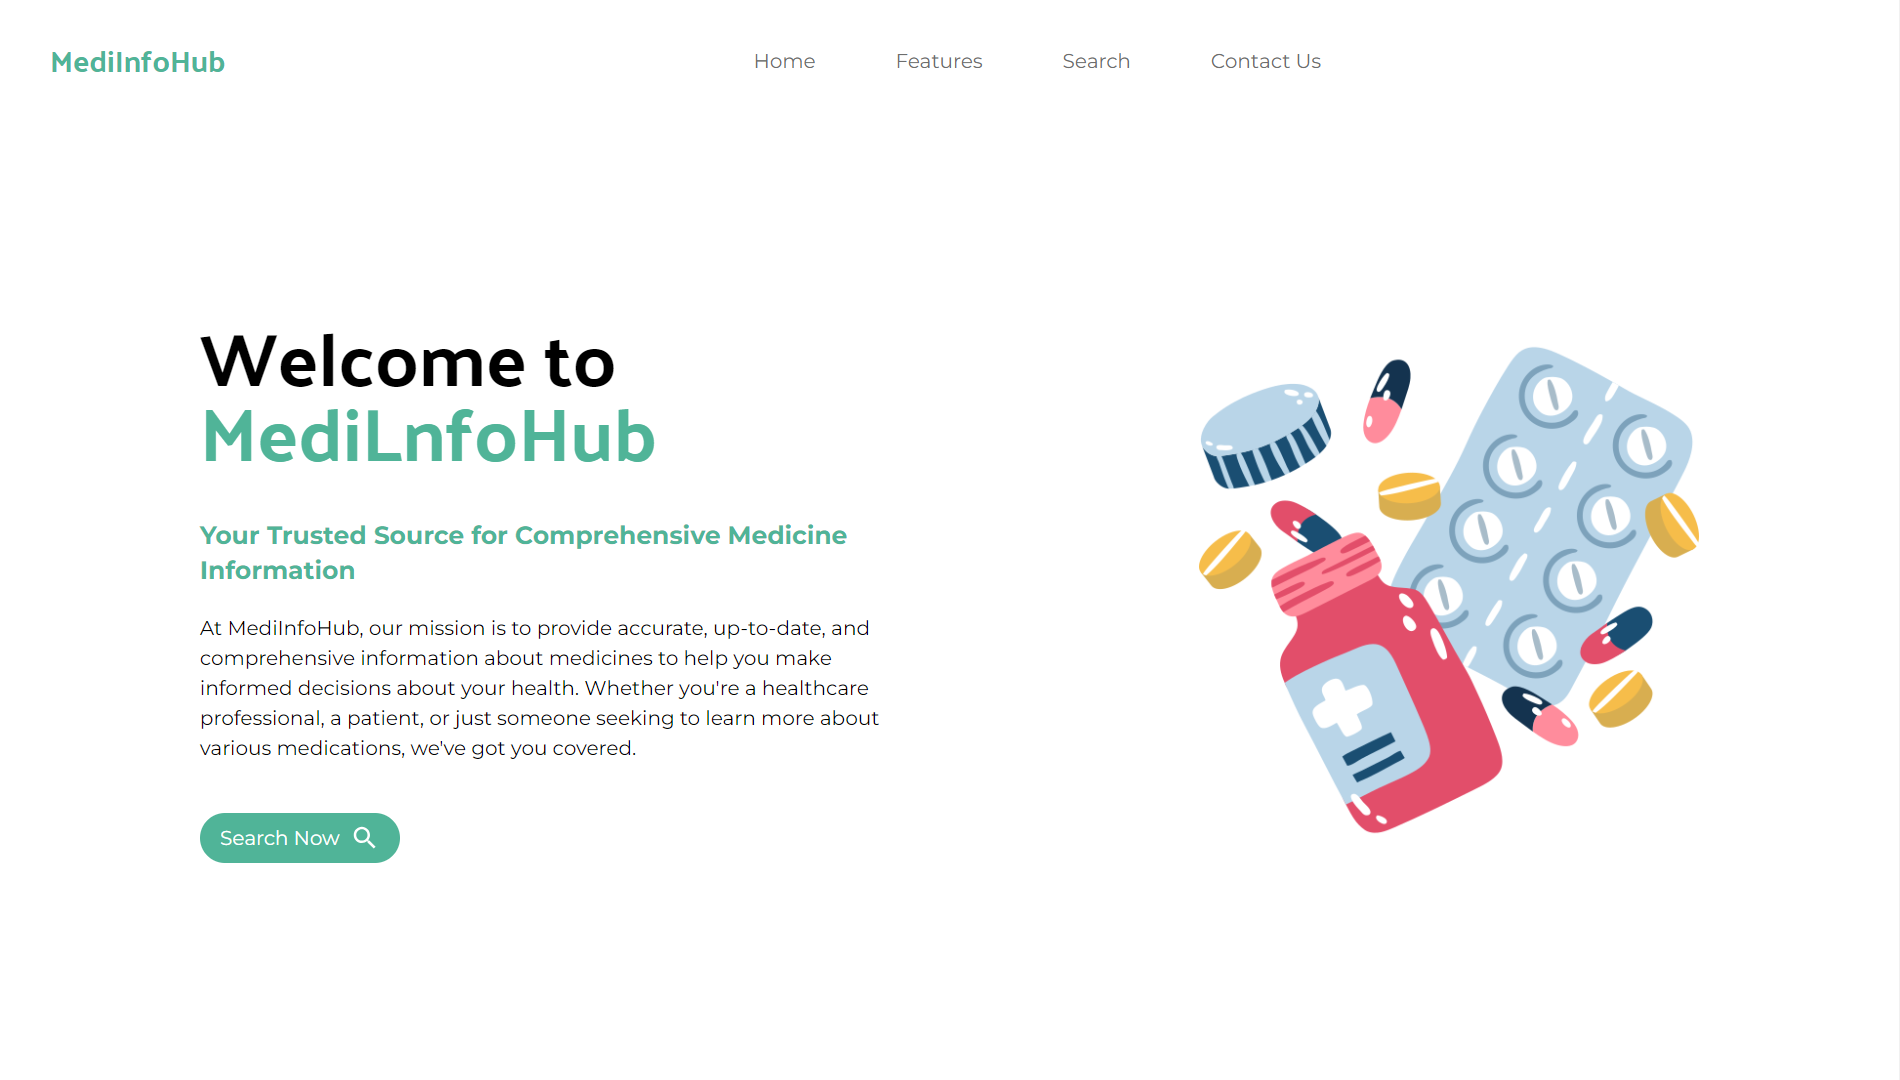 MediInfoHub
Home
Features
Search
Contact Us
Welcome to
MediLnfoHub
Your Trusted Source for Comprehensive Medicine
Information
At MediInfoHub, our mission is to provide accurate, up-to-date, and
comprehensive information about medicines to help you make
informed decisions about your health. Whether you're a healthcare
professional, a patient, or just someone seeking to learn more about
various medications, we've got you covered.
Search Now